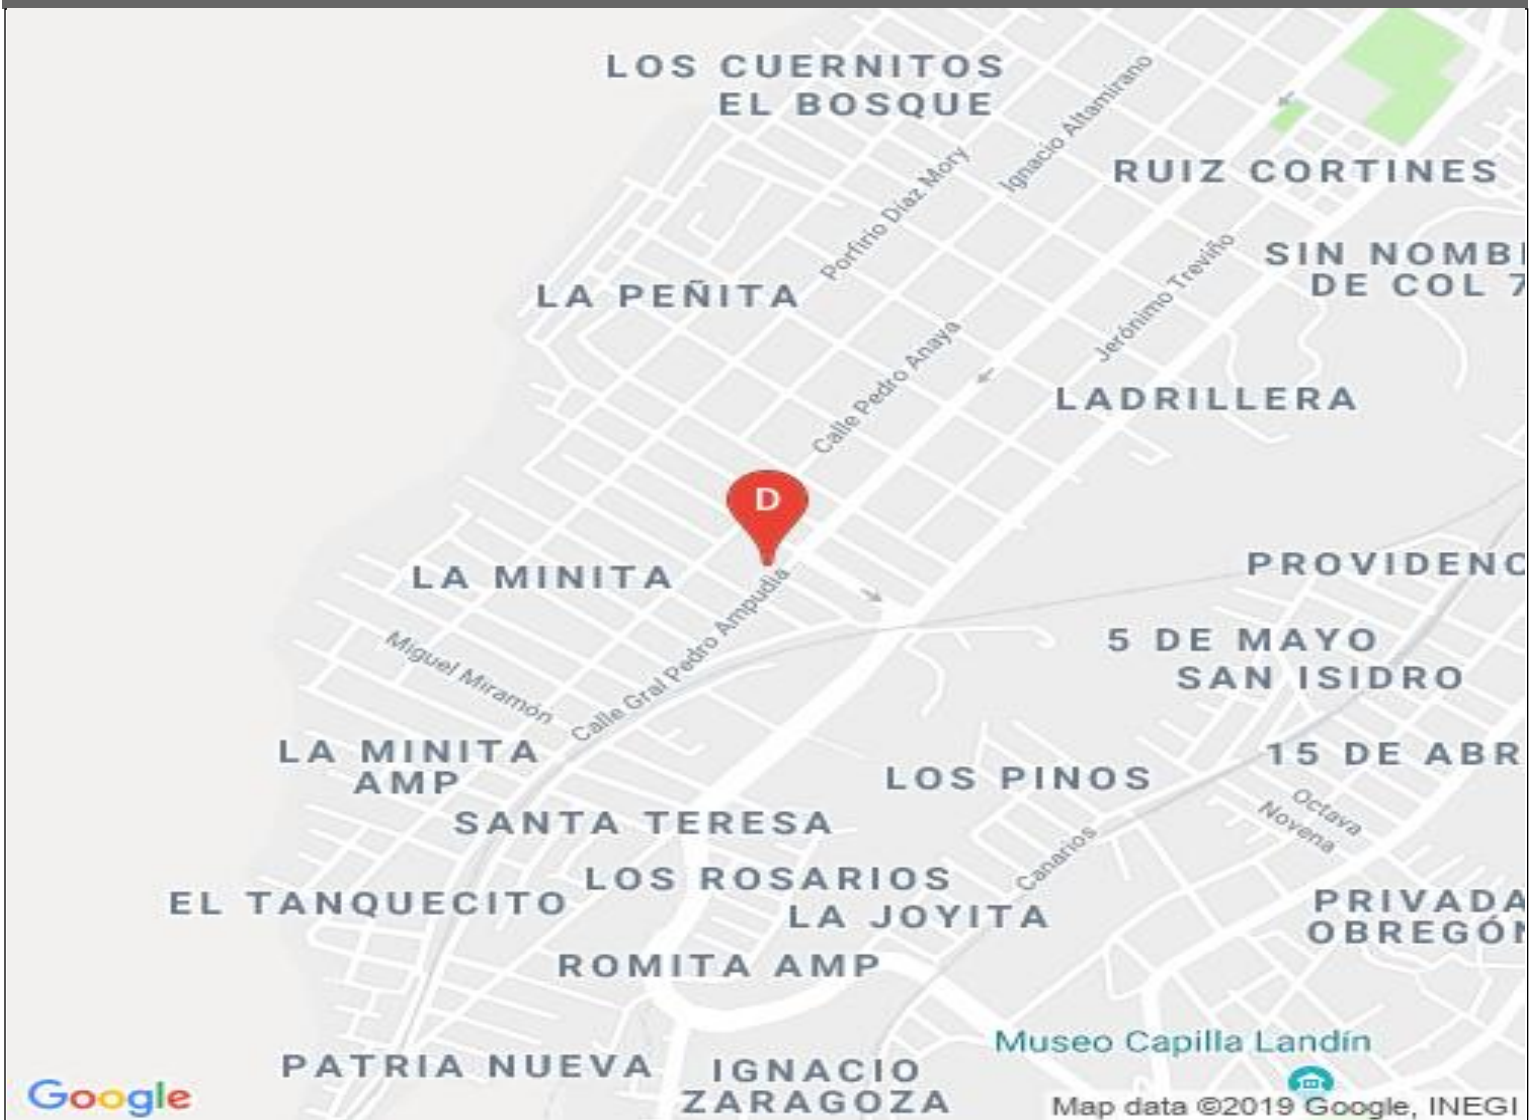 LOS CUERNITOS
EL BOSQUE
Ignacio Altamirano
Porfirio Díaz Mory
RUIZ CORTINES
Jerónimo Treviño
SIN NOMB
DE COL 7
LA PEÑITA
Calle Pedro Anaya
LADRILLERA
D
LA MINITA
Calle Gral Pedro Ampudia
Miguel Miramón
PROVIDENC
5 DE MAYO
SAN ISIDRO
LA MINITA
AMP
15 DE ABR
LOS PINOS
SANTA TERESA
Octava
Novena
Canarios
LOS ROSARIOS
EL TANQUECITO
LA JOYITA
PRIVADA
OBREGÓN
ROMITA AMP
Museo Capilla Landín
PATRIA NUEVA
IGNACIO
ZARAGOZA
Google
Map data ©2019 Google, INEGI